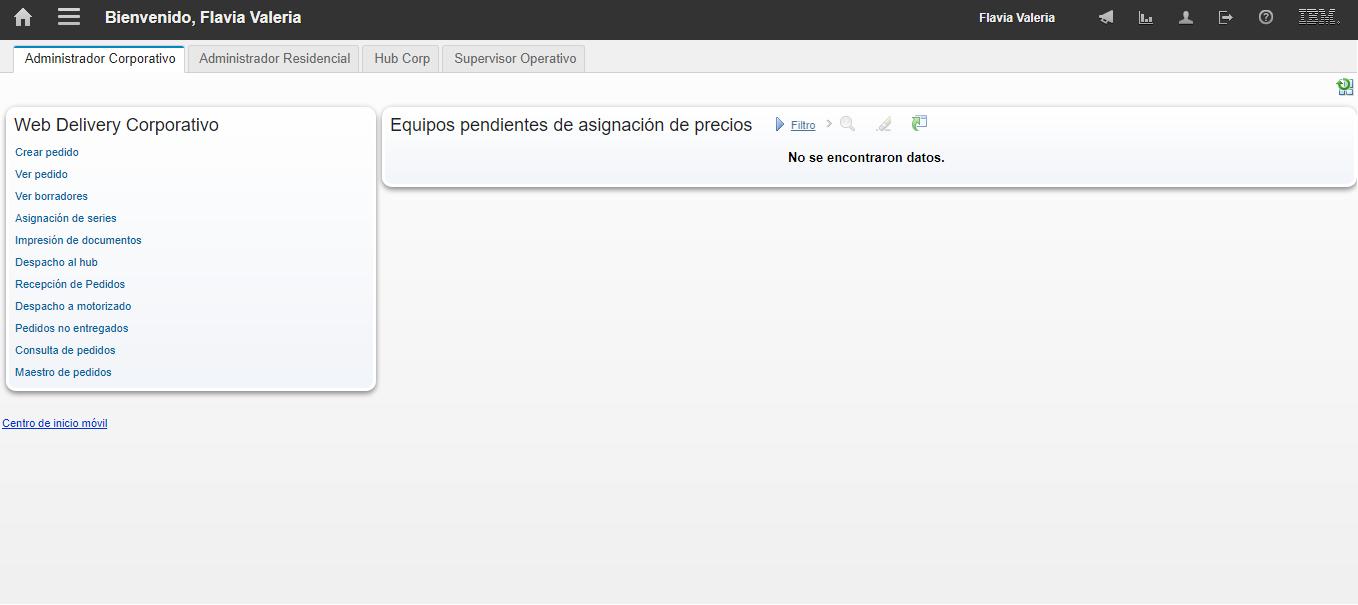 Bienvenido, Flavia Valeria
Flavia Valeria
IBM.
Administrador Corporativo
Administrador Residencial
Hub Corp
Supervisor Operativo
Web Delivery Corporativo
Crear pedido
Ver pedido
Ver borradores
Asignación de series
Impresión de documentos
Despacho al hub
Recepción de Pedidos
Despacho a motorizado
Pedidos no entregados
Consulta de pedidos
Maestro de pedidos
Equipos pendientes de asignación de precios
Filtro
No se encontraron datos.
Centro de inicio móvil